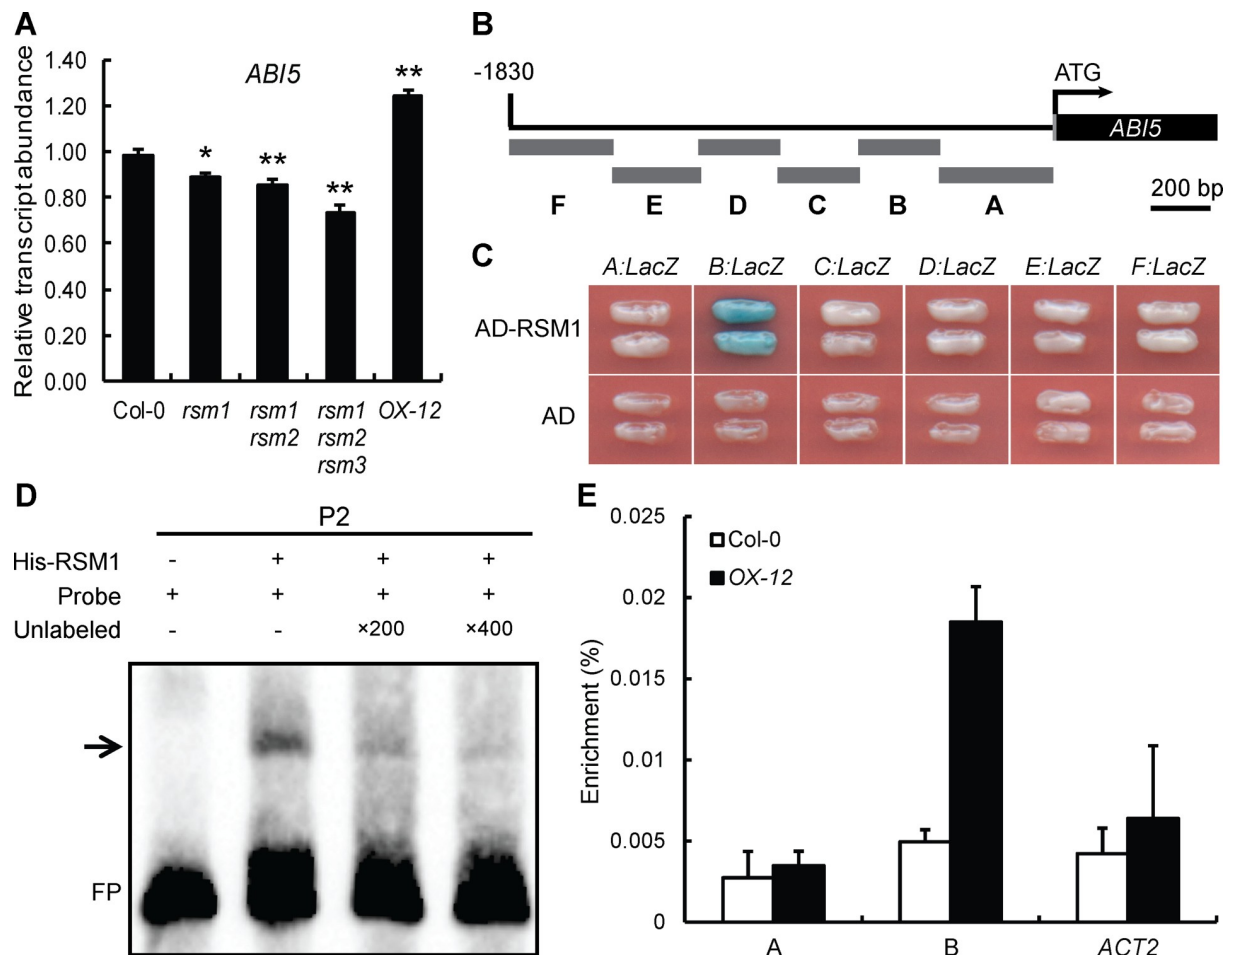 A
Relative transcript abundance
1.40
1.20
1.00
0.80
0.60
0.40
0.20
0.00
ABI5
*
**
**
**
Col-0 rsm1 rsm1 rsm1 OX-12
rsm2 rsm2
rsm3
B
-1830
ATG
ABI5
F E D C B A
200 bp
C
A:LacZ B:LacZ C:LacZ D:LacZ E:LacZ F:LacZ
AD-RSM1
AD
D
P2
His-RSM1 - + + +
Probe + + + +
Unlabeled - - ×200 ×400
FP
E
Enrichment (%)
0.025
0.02
0.015
0.01
0.005
0
Col-0
OX-12
A B ACT2